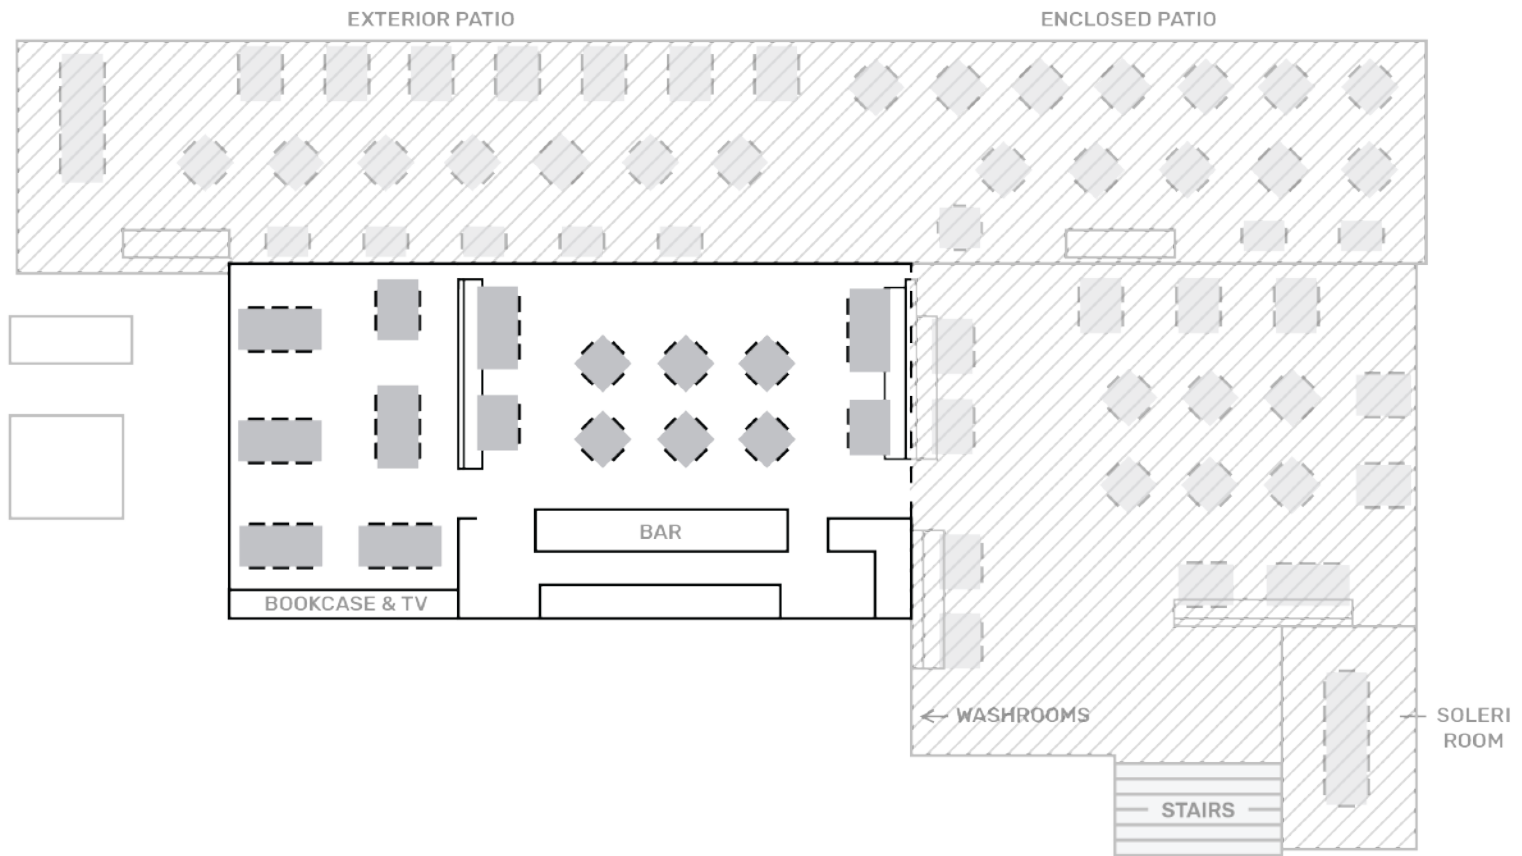 EXTERIOR PATIO
ENCLOSED PATIO
BAR
BOOKCASE & TV
WASHROOMS
SOLERI
ROOM
STAIRS